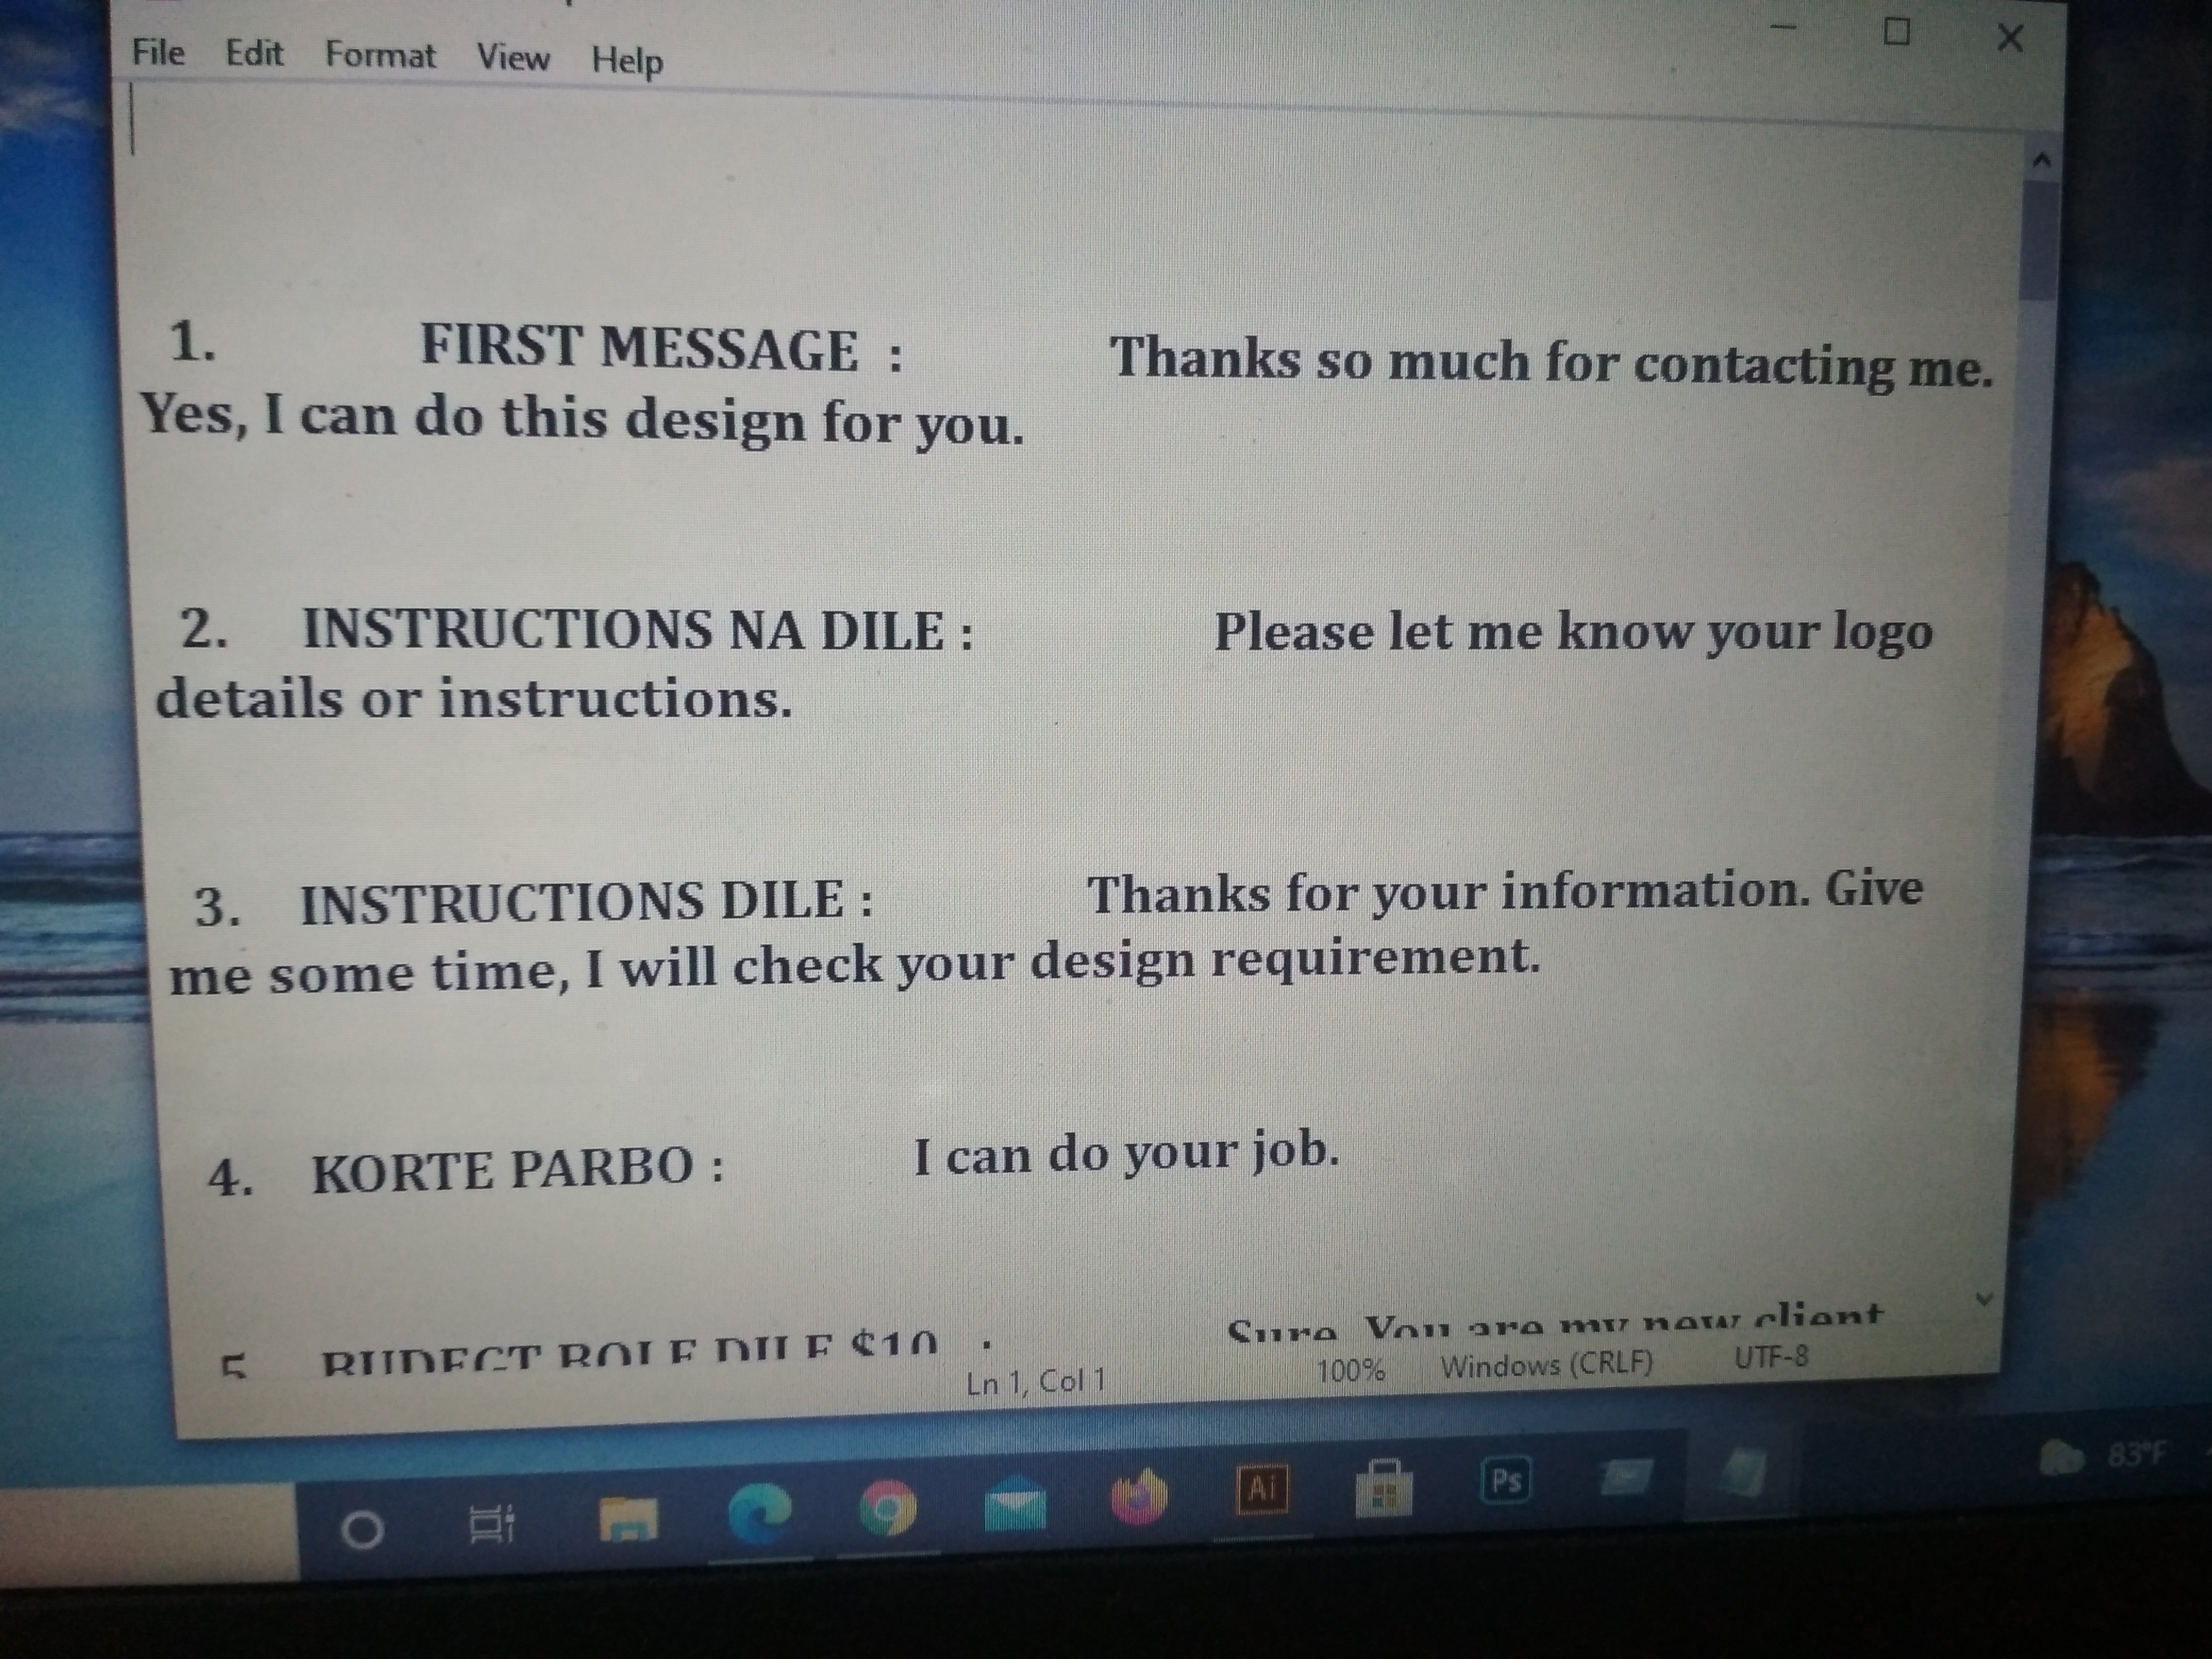 File Edit Format View Help
1. FIRST MESSAGE : Thanks so much for contacting me.
Yes, I can do this design for you.
2. INSTRUCTIONS NA DILE : Please let me know your logo
details or instructions.
3. INSTRUCTIONS DILE : Thanks for your information. Give
me some time, I will check your design requirement.
4. KORTE PARBO : I can do your job.
5 DILE $10 : Sure You are my new client
Ln 1, Col 1 100% Windows (CRLF) UTF-8
Ai Ps 83°F